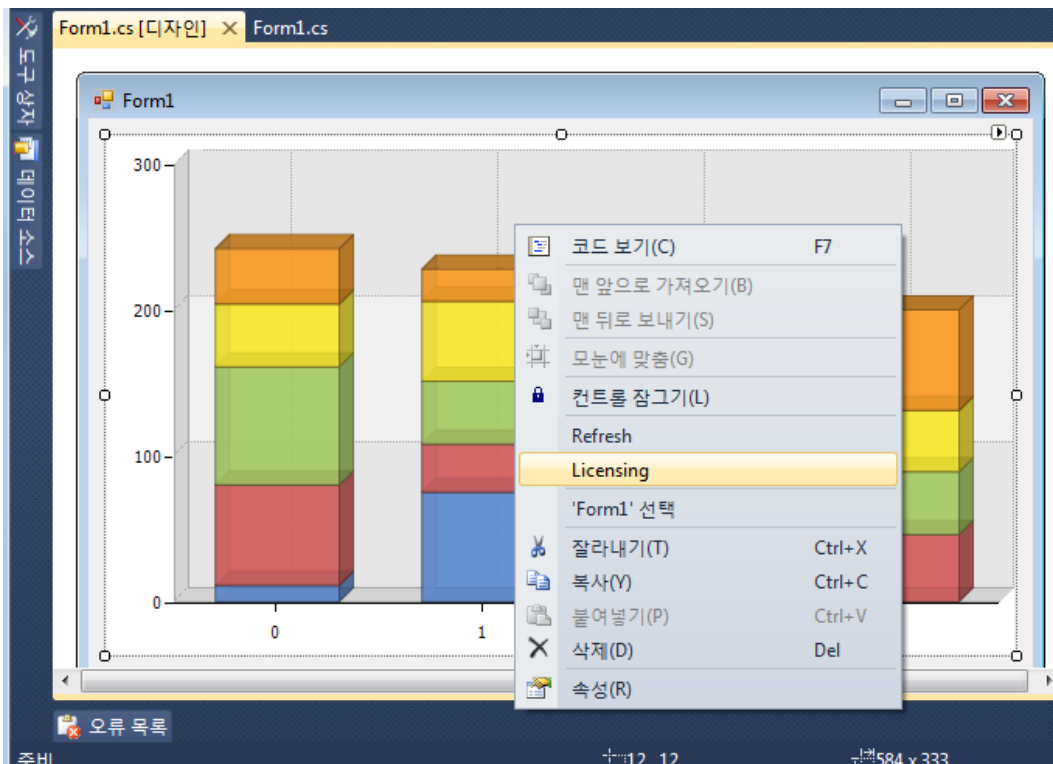 Form1.cs [디자인] Form1.cs
도구 상자
데이터 소스
Form1
300
200
100
0
0 1
코드 보기(C) F7
맨 앞으로 가져오기(B)
맨 뒤로 보내기(S)
모눈에 맞춤(G)
컨트롤 잠그기(L)
Refresh
Licensing
'Form1' 선택
잘라내기(T) Ctrl+X
복사(Y) Ctrl+C
붙여넣기(P) Ctrl+V
삭제(D) Del
속성(R)
오류 목록
준비 12, 12 584 x 333